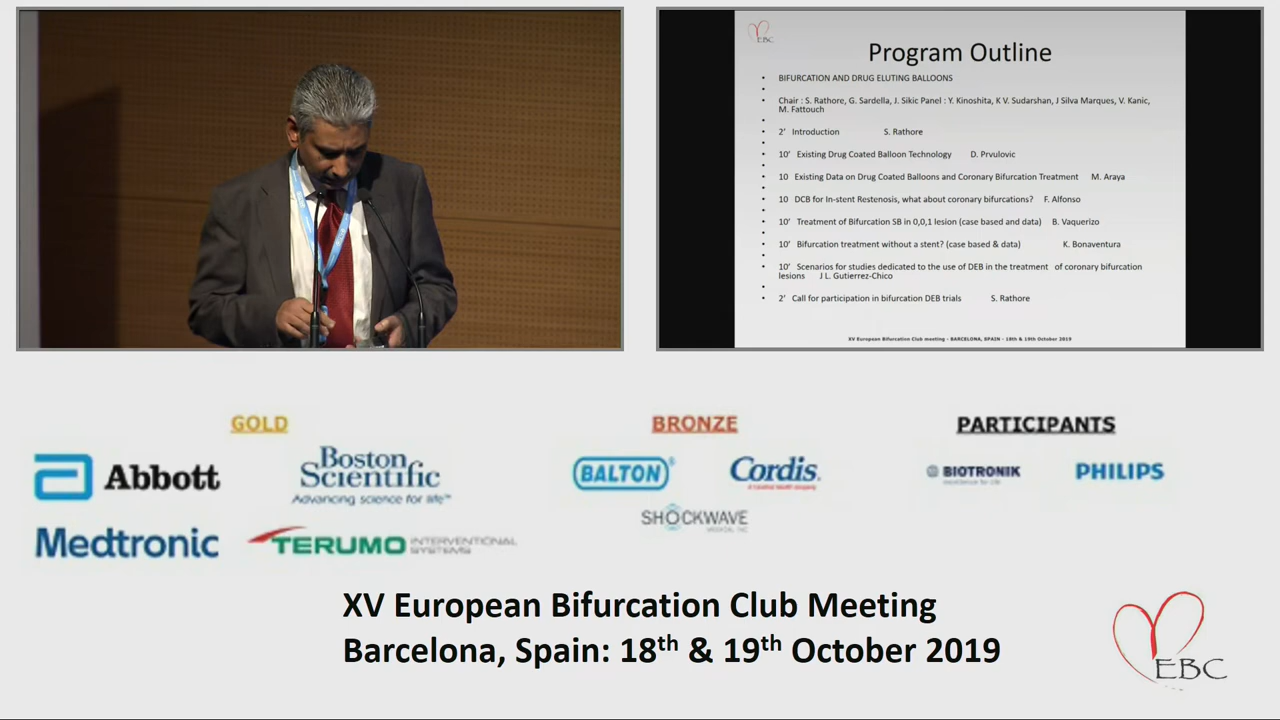 EBC
Program Outline
• BIFURCATION AND DRUG ELUTING BALLOONS
•
• Chair : S. Rathore, G. Sardella, J. Sikic Panel : Y. Kinoshita, K V. Sudarshan, J Silva Marques, V. Kanic,
M. Fattouch
•
• 2' Introduction S. Rathore
•
• 10' Existing Drug Coated Balloon Technology D. Prvulovic
•
• 10 Existing Data on Drug Coated Balloons and Coronary Bifurcation Treatment M. Araya
•
• 10 DCB for In-stent Restenosis, what about coronary bifurcations? F. Alfonso
•
• 10' Treatment of Bifurcation SB in 0,0,1 lesion (case based and data) B. Vaquerizo
•
• 10' Bifurcation treatment without a stent? (case based & data) K. Bonaventura
•
• 10' Scenarios for studies dedicated to the use of DEB in the treatment of coronary bifurcation
lesions J L. Gutierrez-Chico
•
• 2' Call for participation in bifurcation DEB trials S. Rathore
XV European Bifurcation Club meeting - BARCELONA, SPAIN - 18th & 19th October 2019
GOLD
Abbott
Boston
Scientific
Advancing science for life™
Medtronic
TERUMO INTERVENTIONAL
SYSTEMS
BRONZE
BALTON®
Cordis.
SHOCKWAVE
PARTICIPANTS
BIOTRONIK
excellence for life
PHILIPS
XV European Bifurcation Club Meeting
Barcelona, Spain: 18th & 19th October 2019
EBC